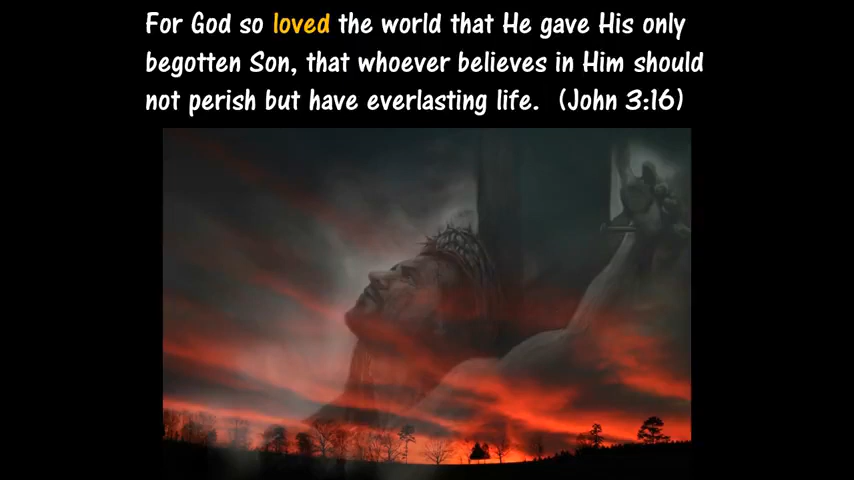 For God so loved the world that He gave His only
begotten Son, that whoever believes in Him should
not perish but have everlasting life.  (John 3:16)